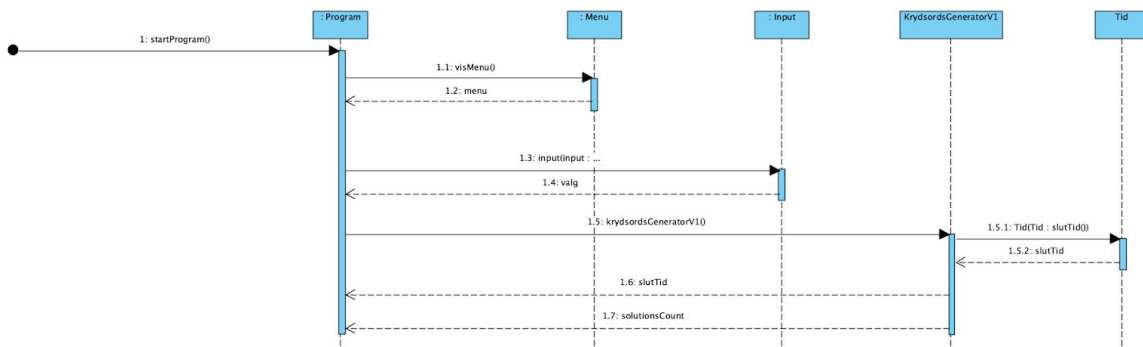 : Program
: Menu
: Input
KrydsordsGeneratorV1
Tid
1: startProgram()
1.1: visMenu()
1.2: menu
1.3: input(input : ...
1.4: valg
1.5: krydsordsGeneratorV1()
1.5.1: Tid(Tid : slutTid())
1.5.2: slutTid
1.6: slutTid
1.7: solutionsCount